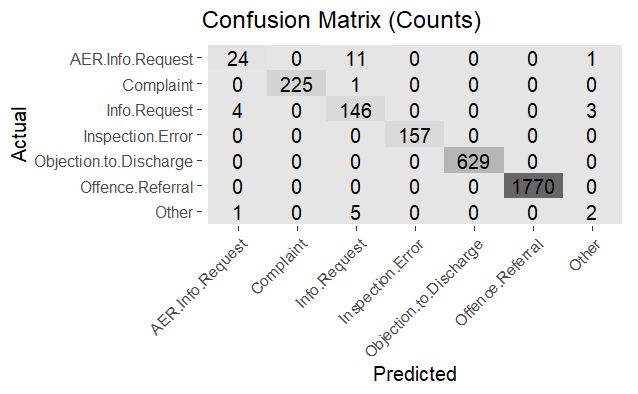 Confusion Matrix (Counts)
Actual
AER.Info.Request 24 0 11 0 0 0 1
Complaint 0 225 1 0 0 0 0
Info.Request 4 0 146 0 0 0 3
Inspection.Error 0 0 0 157 0 0 0
Objection.to.Discharge 0 0 0 0 629 0 0
Offence.Referral 0 0 0 0 0 1770 0
Other 1 0 5 0 0 0 2
AER.Info.Request Complaint Info.Request Inspection.Error Objection.to.Discharge Offence.Referral Other
Predicted